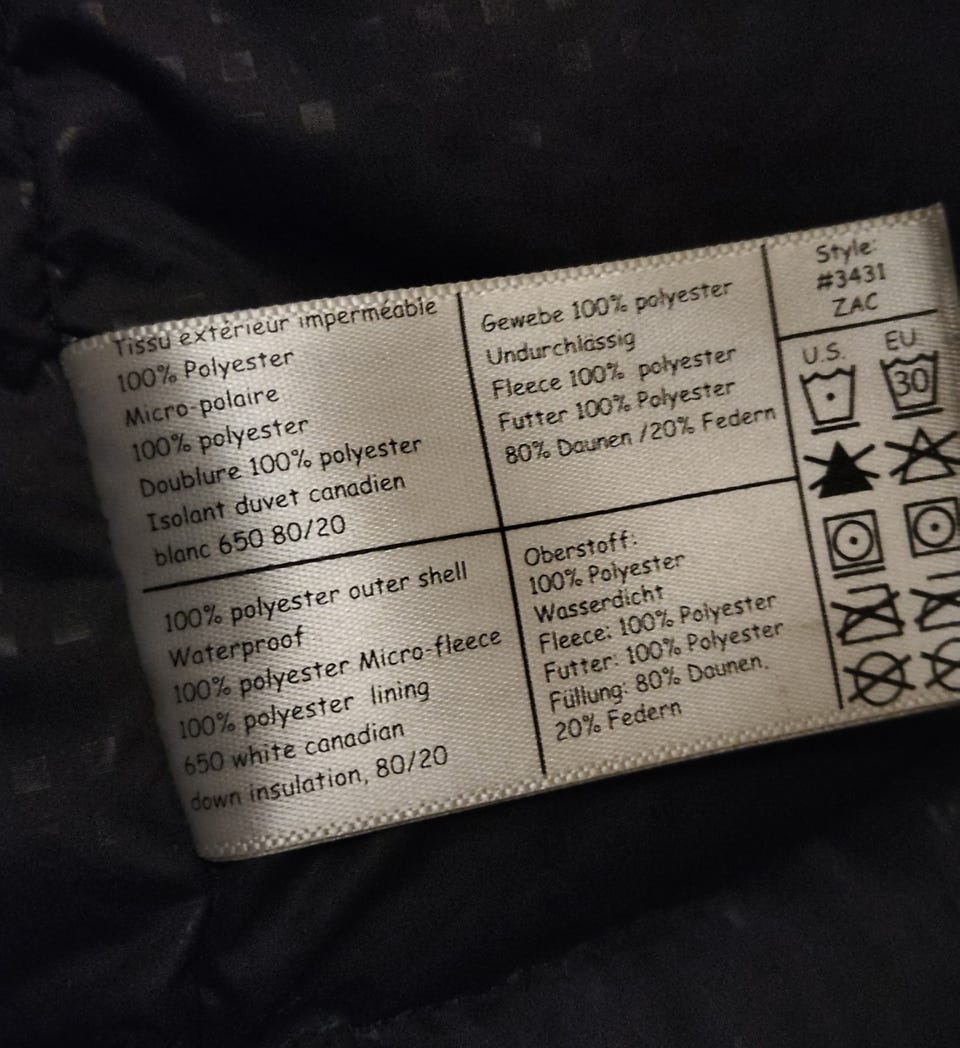 Tissu extérieur imperméable
100% Polyester
Micro-polaire
100% polyester
Doublure 100% polyester
Isolant duvet canadien
blanc 650 80/20
Gewebe 100% polyester
Undurchlässig
Fleece 100% polyester
Futter 100% Polyester
80% Daunen /20% Federn
Style:
#3431
ZAC
U.S. EU
30
100% polyester outer shell
Waterproof
100% polyester Micro-fleece
100% polyester lining
650 white canadian
down insulation, 80/20
Oberstoff:
100% Polyester
Wasserdicht
Fleece: 100% Polyester
Futter: 100% Polyester
Füllung: 80% Daunen.
20% Federn